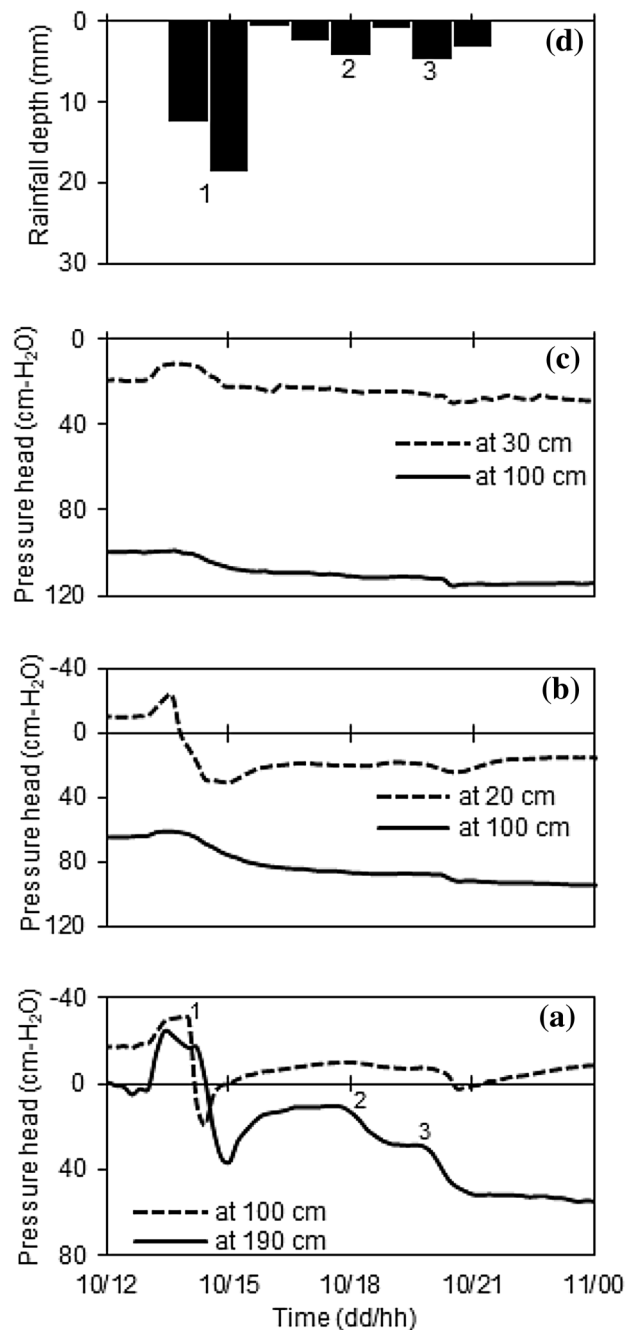 (d)
Rainfall depth (mm)
0
10
20
30
1
2
3
(c)
Pressure head (cm-H₂O)
0
40
80
120
at 30 cm
at 100 cm
(b)
Pressure head (cm-H₂O)
-40
0
40
80
120
at 20 cm
at 100 cm
(a)
Pressure head (cm-H₂O)
-40
0
40
80
1
2
3
at 100 cm
at 190 cm
10/12 10/15 10/18 10/21 11/00
Time (dd/hh)